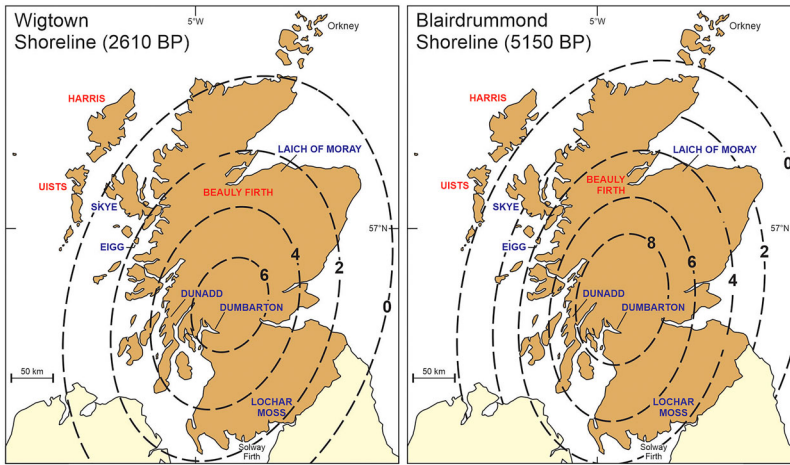 Wigtown
Shoreline (2610 BP)
5°W
Orkney
HARRIS
LAICH OF MORAY
UISTS
BEAULY FIRTH
SKYE
57°N
EIGG
4
2
6
0
DUNADD
DUMBARTON
50 km
LOCHAR
MOSS
Solway
Firth
Blairdrummond
Shoreline (5150 BP)
5°W
Orkney
HARRIS
LAICH OF MORAY
0
UISTS
BEAULY
FIRTH
SKYE
57°N
EIGG
8
6
2
4
DUNADD
DUMBARTON
50 km
LOCHAR
MOSS
Solway
Firth